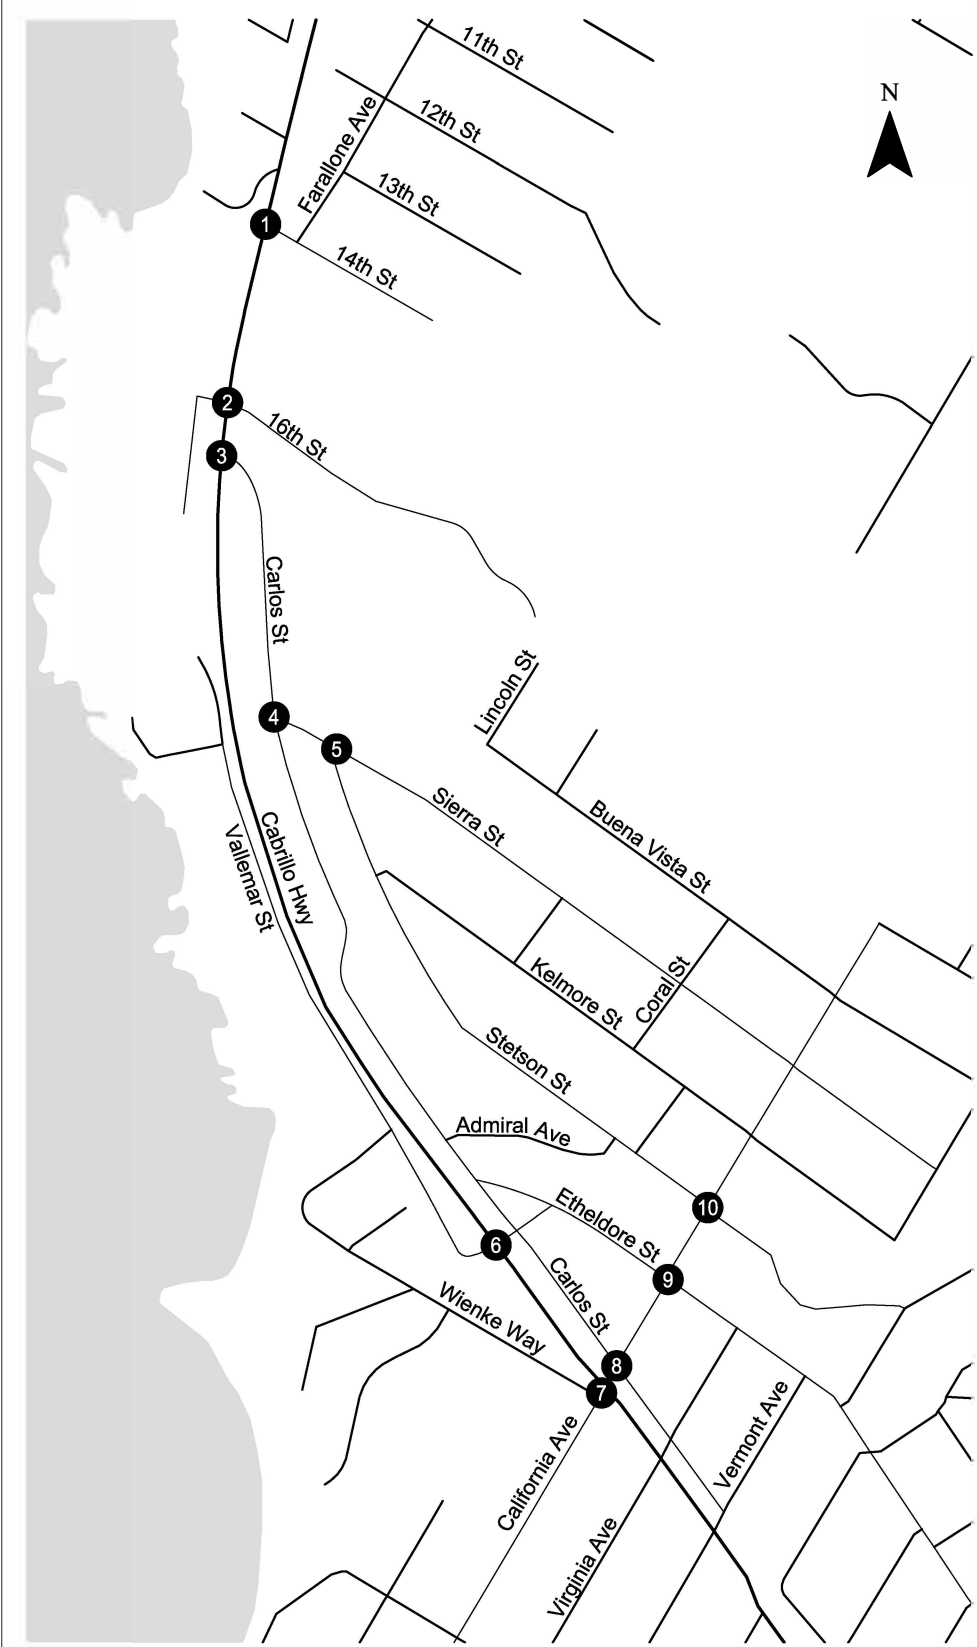 11th St
N
12th St
Farallone Ave
13th St
1
14th St
2
16th St
3
Carlos St
Lincoln St
4
5
Sierra St
Buena Vista St
Cabrillo Hwy
Vallemar St
Kelmore St
Coral St
Stetson St
Admiral Ave
10
Etheldore St
6
9
Carlos St
Wienke Way
8
7
Vermont Ave
California Ave
Virginia Ave